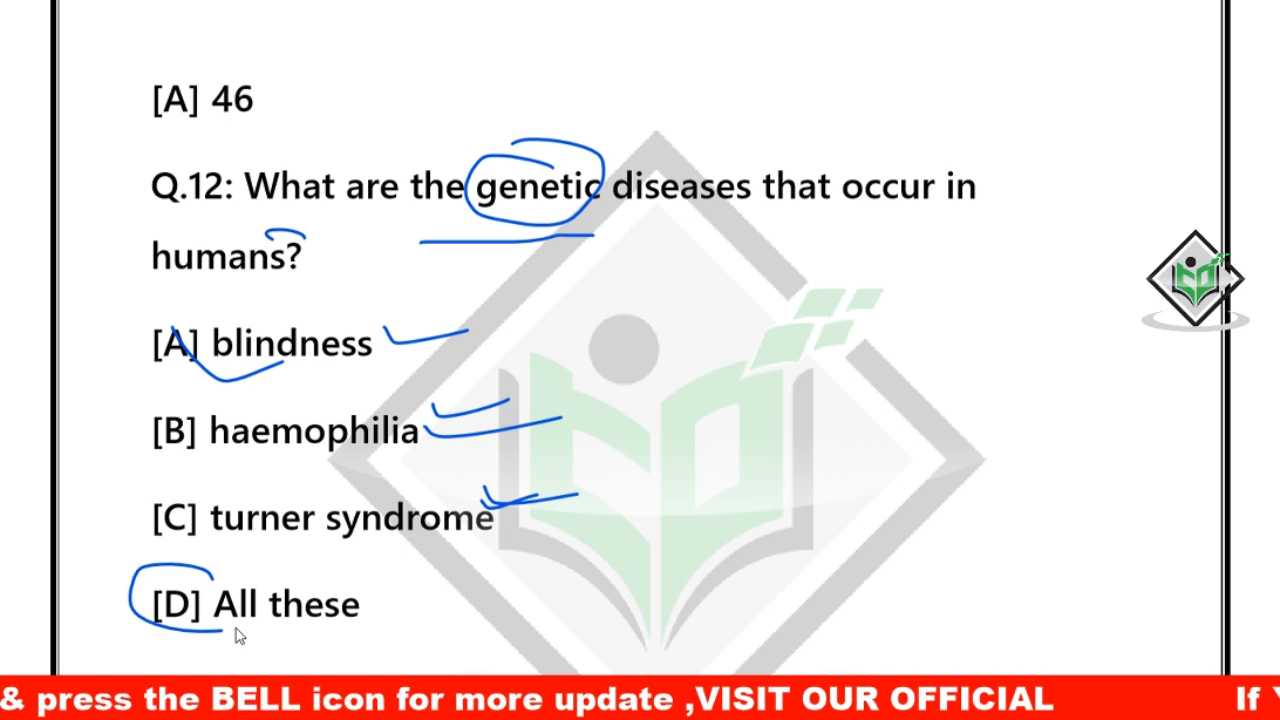 [A] 46
Q.12: What are the genetic diseases that occur in
humans?
[A] blindness
[B] haemophilia
[C] turner syndrome
[D] All these
& press the BELL icon for more update ,VISIT OUR OFFICIAL If